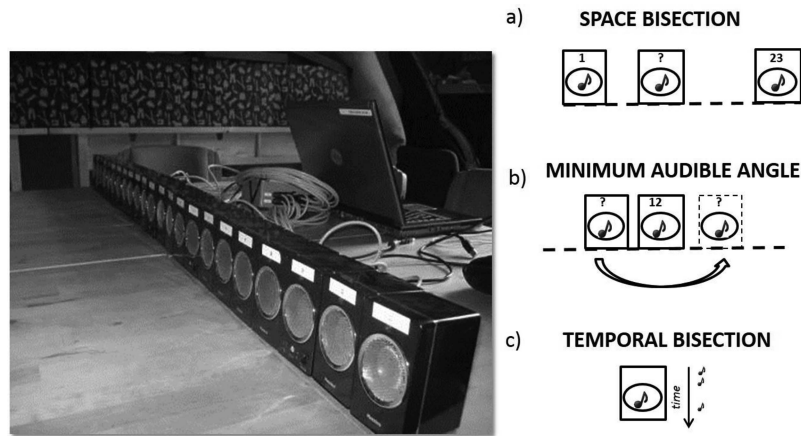 a) SPACE BISECTION
1 ? 23
b) MINIMUM AUDIBLE ANGLE
? 12 ?
c) TEMPORAL BISECTION
time